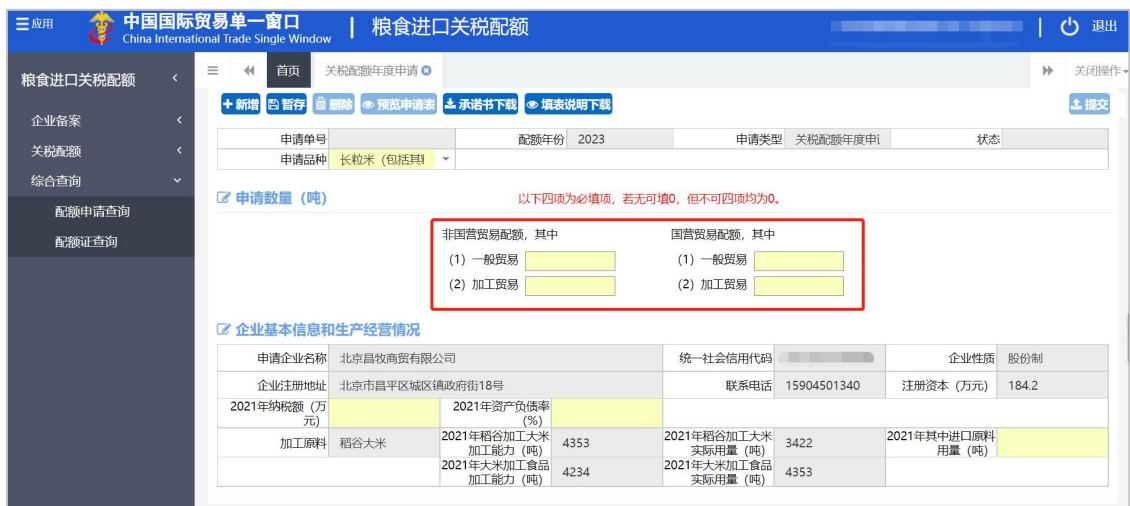 应用
中国国际贸易单一窗口
China International Trade Single Window
粮食进口关税配额
退出
粮食进口关税配额
首页
关税配额年度申请
关闭操作
新增
暂存
删除
预览申请表
承诺书下载
填表说明下载
提交
企业备案
关税配额
综合查询
配额申请查询
配额证查询
申请单号
配额年份 2023
申请类型 关税配额年度申
状态
申请品种 长粒米（包括其
申请数量（吨）
以下四项为必填项，若无可填0，但不可四项均为0。
非国营贸易配额，其中
国营贸易配额，其中
(1) 一般贸易
(1) 一般贸易
(2) 加工贸易
(2) 加工贸易
企业基本信息和生产经营情况
申请企业名称 北京昌牧商贸有限公司
统一社会信用代码
企业性质 股份制
企业注册地址 北京市昌平区城区镇政府街18号
联系电话 15904501340
注册资本（万元） 184.2
2021年纳税额（万
元）
2021年资产负债率
(%)
加工原料 稻谷大米
2021年稻谷加工大米
加工能力（吨） 4353
2021年稻谷加工大米
实际用量（吨） 3422
2021年其中进口原料
用量（吨）
2021年大米加工食品
加工能力（吨） 4234
2021年大米加工食品
实际用量（吨） 4353